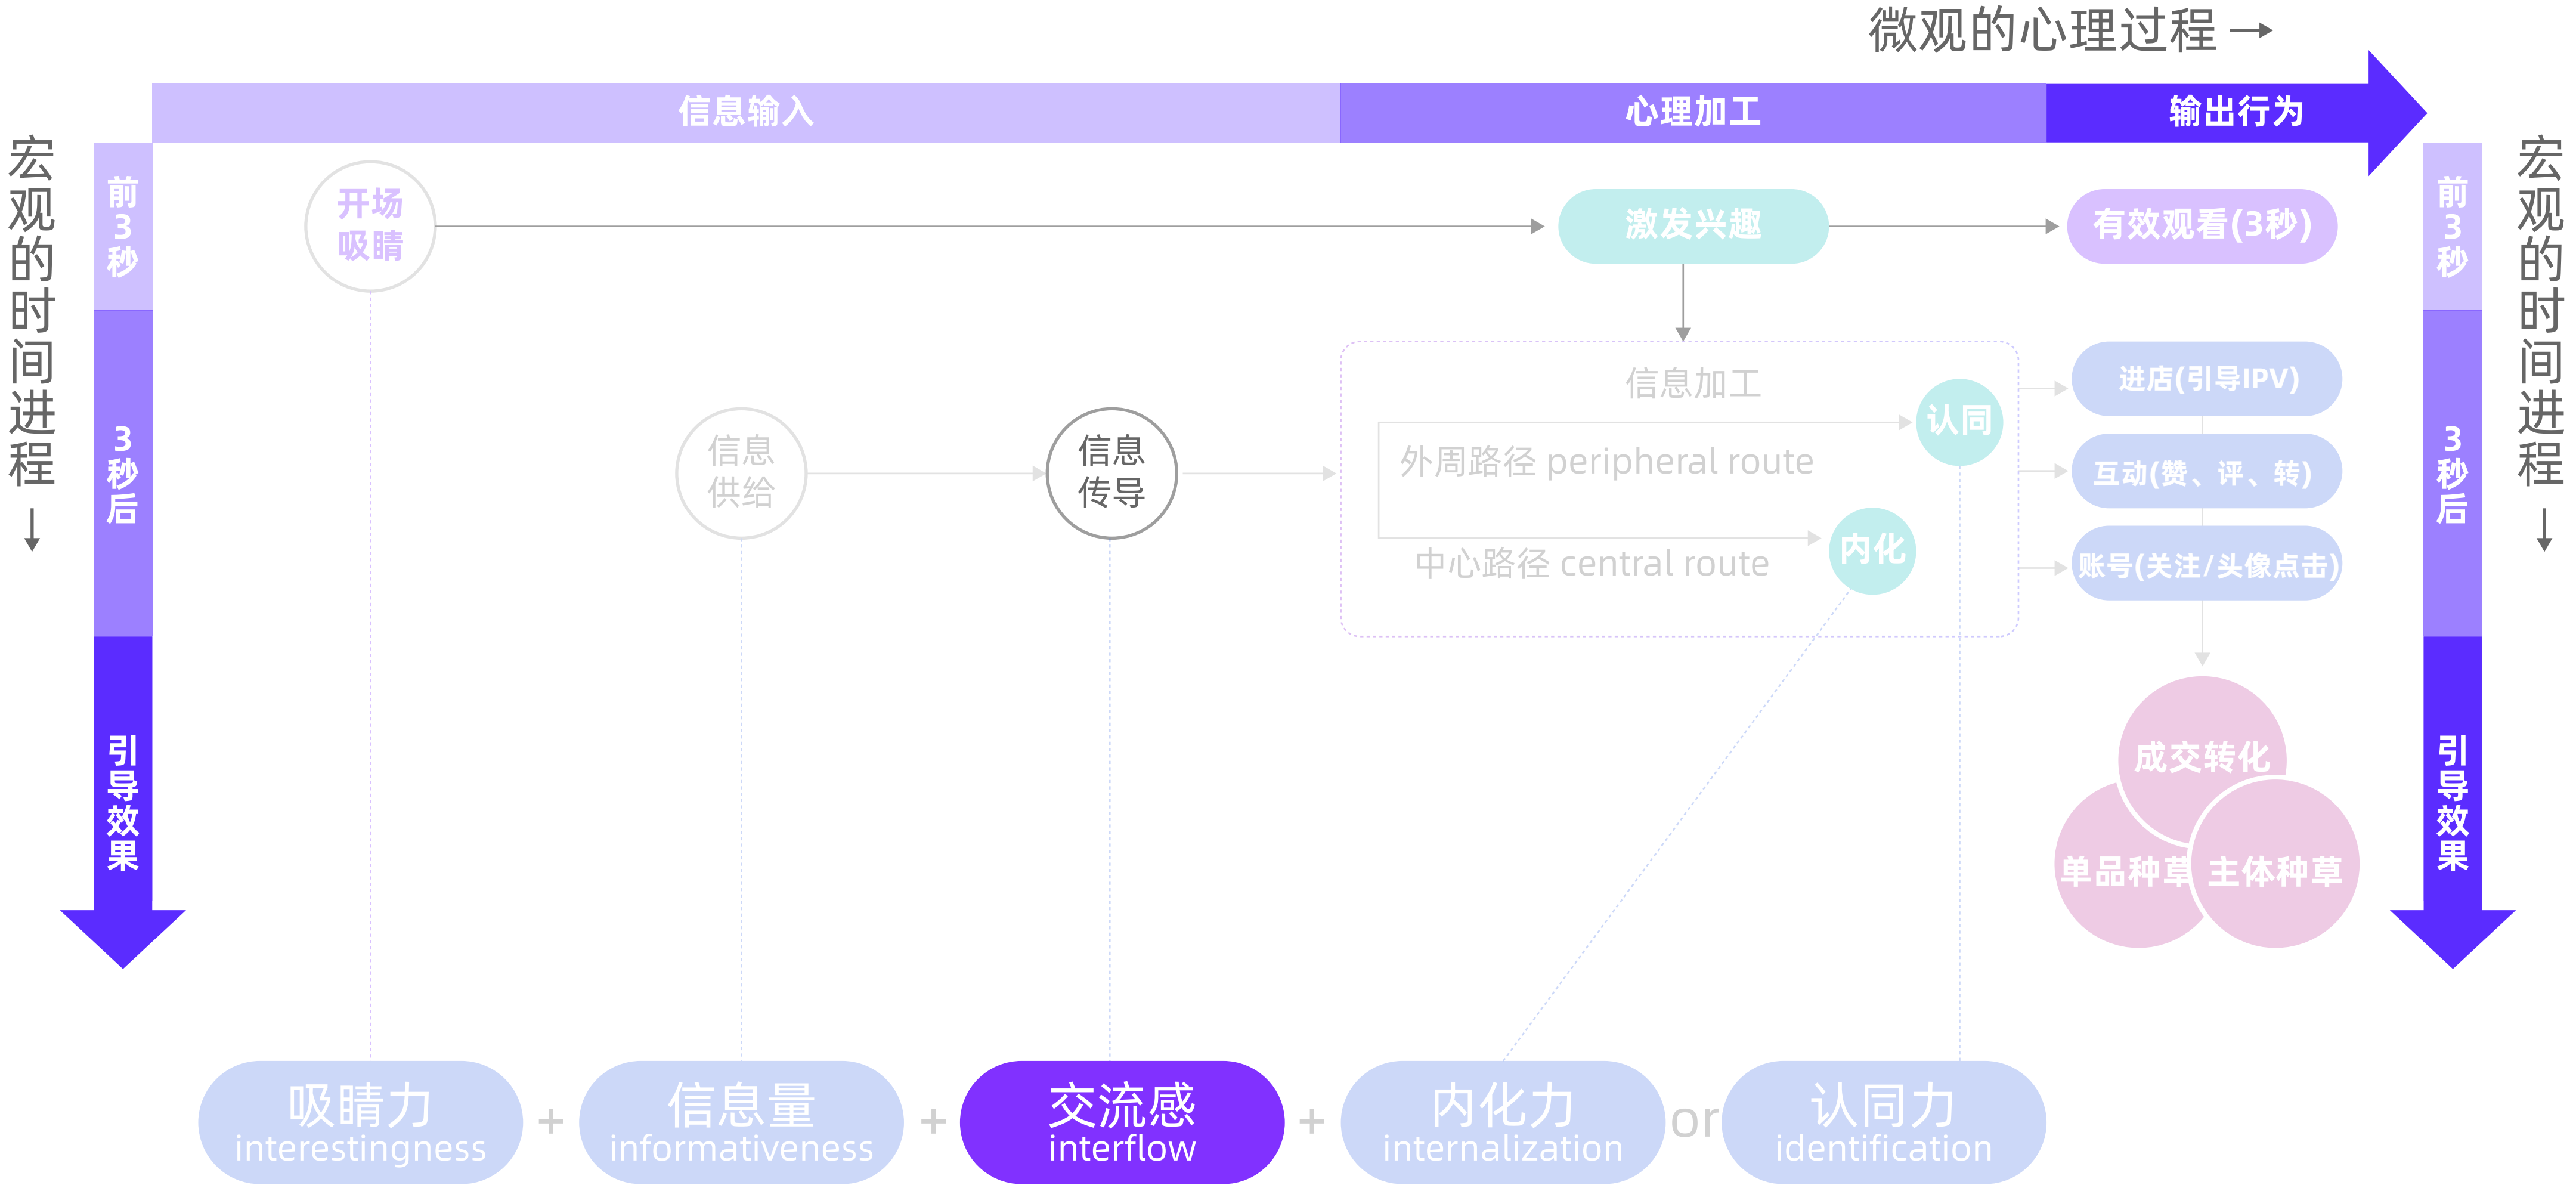 微观的心理过程
信息输入
心理加工
输出行为
宏观的时间进程
前3秒
3秒后
引导效果
开场
吸睛
激发兴趣
有效观看(3秒)
信息
供给
信息
传导
信息加工
外周路径 peripheral route
中心路径 central route
认同
内化
进店(引导IPV)
互动(赞、评、转)
账号(关注/头像点击)
成交转化
单品种草
主体种草
前3秒
3秒后
引导效果
宏观的时间进程
吸睛力
interestingness
+
信息量
informativeness
+
交流感
interflow
+
内化力
internalization
or
认同力
identification